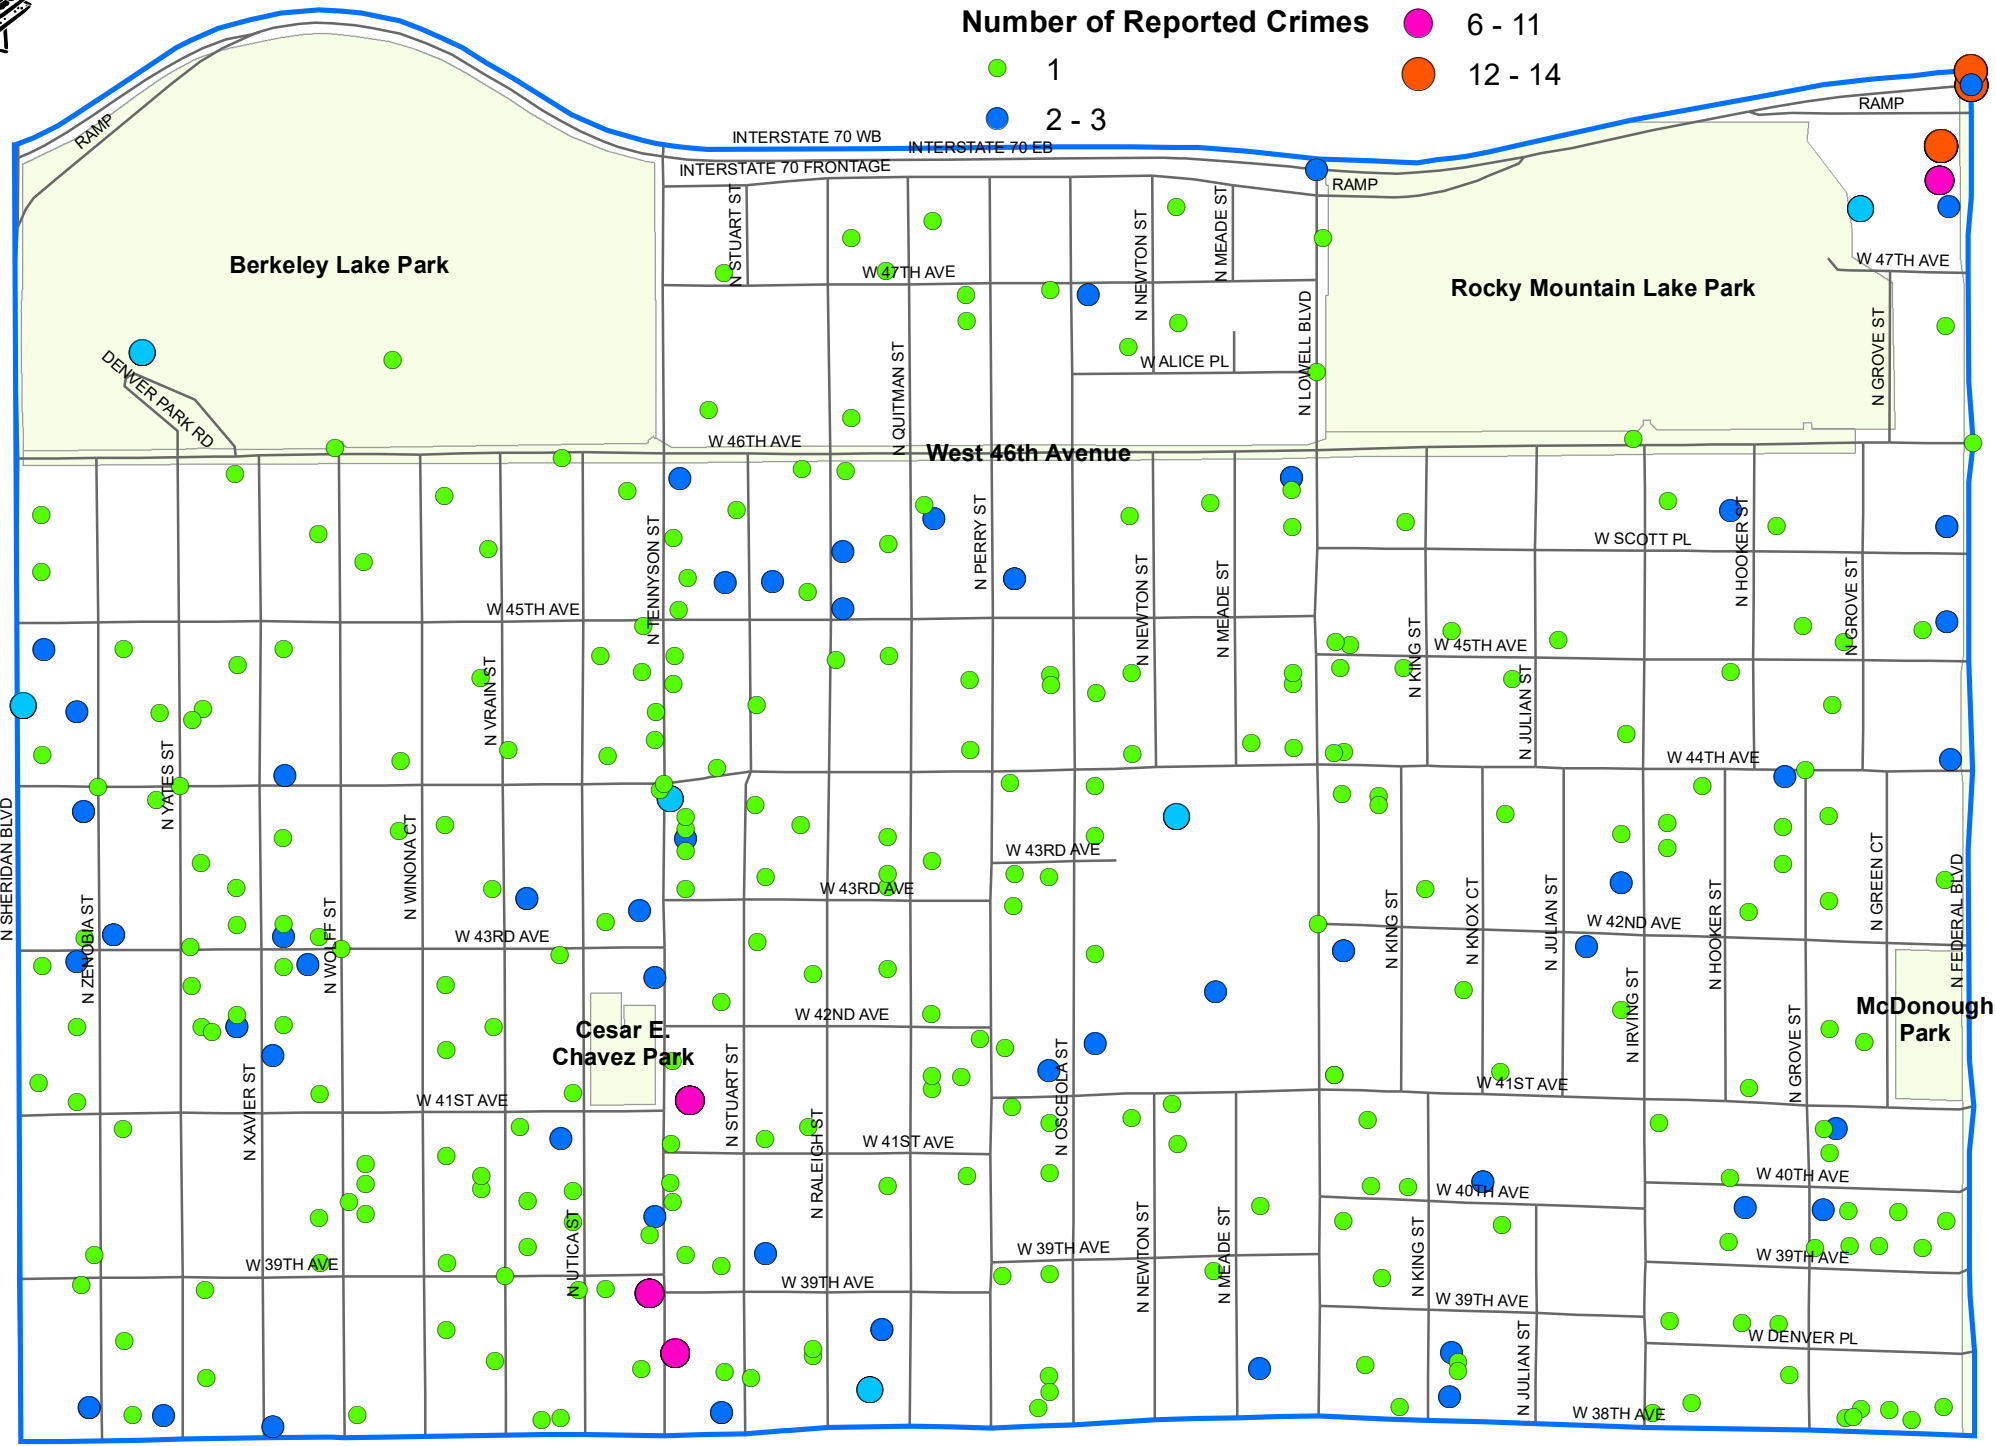 Number of Reported Crimes
1
2 - 3
6 - 11
12 - 14
RAMP
INTERSTATE 70 WB
INTERSTATE 70 EB
INTERSTATE 70 FRONTAGE
RAMP
RAMP
N STUART ST
N NEWTON ST
N MEADE ST
W 47TH AVE
W 47TH AVE
Berkeley Lake Park
Rocky Mountain Lake Park
DENVER PARK RD
N QUITMAN ST
W ALICE PL
N LOWELL BLVD
N GROVE ST
W 46TH AVE
West 46th Avenue
N TENNYSON ST
N PERRY ST
N NEWTON ST
N MEADE ST
W SCOTT PL
N HOOKER ST
N GROVE ST
W 45TH AVE
W 45TH AVE
N KING ST
N JULIAN ST
N VRAIN ST
N YATES ST
W 44TH AVE
N SHERIDAN BLVD
N WINONA CT
W 43RD AVE
W 43RD AVE
N ZENOBIA ST
N WOLFF ST
W 43RD AVE
N KING ST
N KNOX CT
N JULIAN ST
W 42ND AVE
N HOOKER ST
N GREEN CT
N FEDERAL BLVD
Cesar E.
Chavez Park
W 42ND AVE
N IRVING ST
N GROVE ST
McDonough
Park
N XAVIER ST
W 41ST AVE
N STUART ST
N RALEIGH ST
W 41ST AVE
N OSCEOLA ST
W 41ST AVE
W 40TH AVE
W 40TH AVE
N UTICA ST
W 39TH AVE
W 39TH AVE
W 39TH AVE
N NEWTON ST
N MEADE ST
N KING ST
W 39TH AVE
W 39TH AVE
W DENVER PL
N JULIAN ST
W 38TH AVE